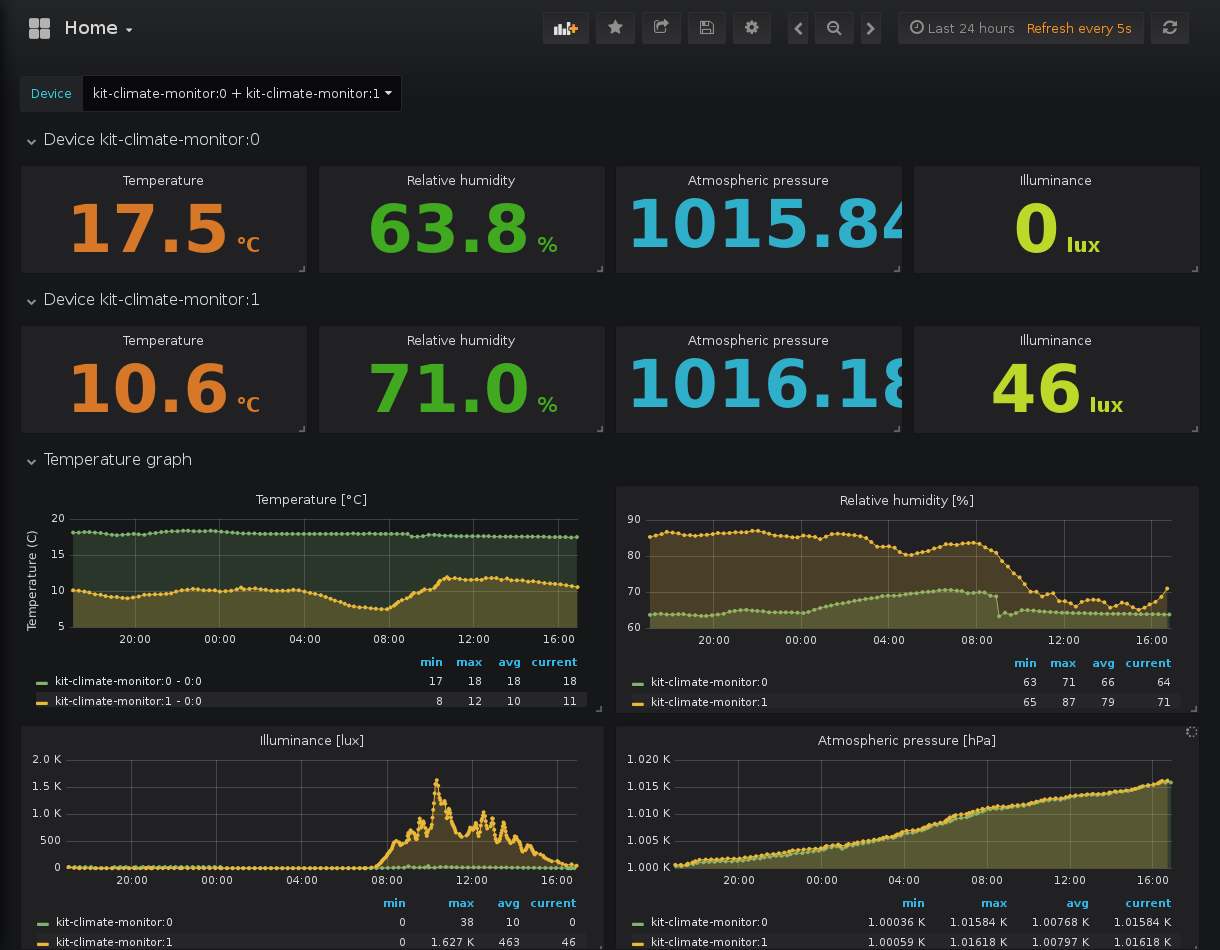 Home
Last 24 hours Refresh every 5s
Device kit-climate-monitor:0 + kit-climate-monitor:1
Device kit-climate-monitor:0
Temperature Relative humidity Atmospheric pressure Illuminance
17.5 °C 63.8 % 1015.84 0 lux
Device kit-climate-monitor:1
Temperature Relative humidity Atmospheric pressure Illuminance
10.6 °C 71.0 % 1016.18 46 lux
Temperature graph
Temperature [°C]
Temperature (C)
20
15
10
5
20:00 00:00 04:00 08:00 12:00 16:00
min max avg current
kit-climate-monitor:0 - 0:0 17 18 18 18
kit-climate-monitor:1 - 0:0 8 12 10 11
Relative humidity [%]
90
80
70
60
20:00 00:00 04:00 08:00 12:00 16:00
min max avg current
kit-climate-monitor:0 63 71 66 64
kit-climate-monitor:1 65 87 79 71
Illuminance [lux]
2.0 K
1.5 K
1.0 K
500
0
20:00 00:00 04:00 08:00 12:00 16:00
min max avg current
kit-climate-monitor:0 0 38 10 0
kit-climate-monitor:1 0 1.627 K 463 46
Atmospheric pressure [hPa]
1.020 K
1.015 K
1.010 K
1.005 K
1.000 K
20:00 00:00 04:00 08:00 12:00 16:00
min max avg current
kit-climate-monitor:0 1.00036 K 1.01584 K 1.00768 K 1.01584 K
kit-climate-monitor:1 1.00059 K 1.01618 K 1.00797 K 1.01618 K